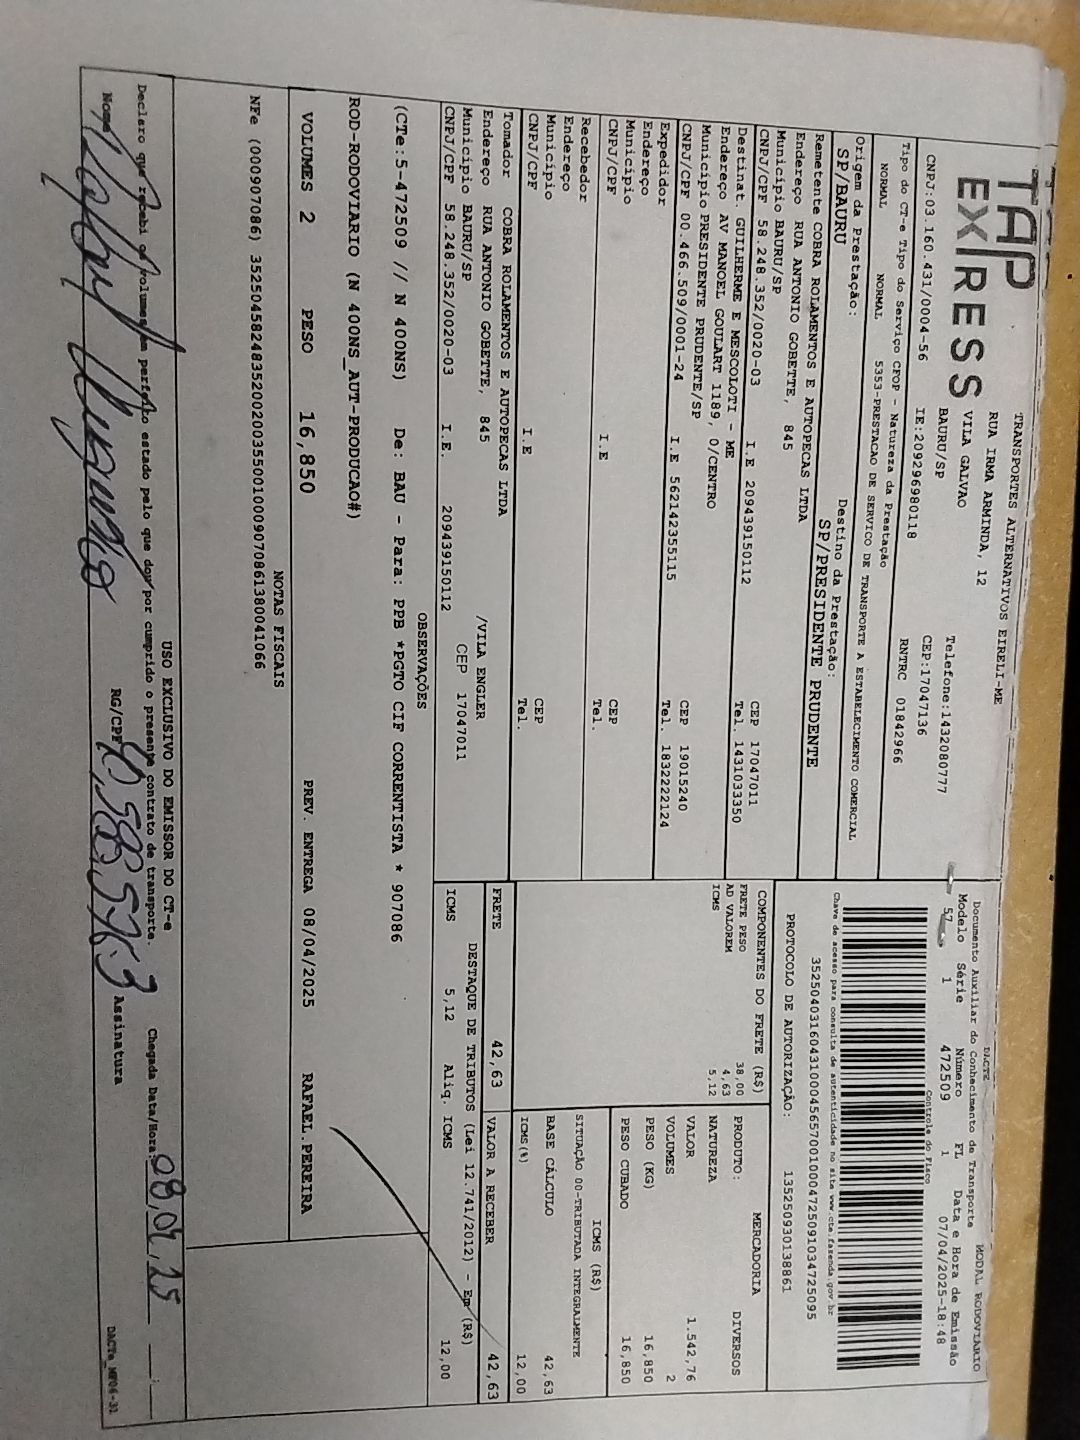 TAP EXPRESS
TRANSPORTES ALTERNATIVOS EIRELI-ME
RUA IRMA ARMINDA, 12
VILA GALVAO
BAURU/SP
Telefone:1432080777
CEP:17047136
CNPJ:03.160.431/0004-56 IE:209296980118 RNTRC 01842966
Tipo do CT-e Tipo do Serviço CFOP - Natureza da Prestação
NORMAL NORMAL 5353-PRESTACAO DE SERVICO DE TRANSPORTE A ESTABELECIMENTO COMERCIAL
Origem da Prestação: Destino da Prestação:
SP/BAURU SP/PRESIDENTE PRUDENTE
Remetente COBRA ROLAMENTOS E AUTOPECAS LTDA
Endereço RUA ANTONIO GOBETTE, 845
Municipio BAURU/SP CEP 17047011
CNPJ/CPF 58.248.352/0020-03 I.E 209439150112 Tel. 1431033350
Destinat. GUILHERME E MESCOLOTI - ME
Endereço AV MANOEL GOULART 1189, 0/CENTRO
Municipio PRESIDENTE PRUDENTE/SP CEP 19015240
CNPJ/CPF 00.466.509/0001-24 I.E 562142355115 Tel. 18322222124
Expedidor
Endereço
Municipio CEP
CNPJ/CPF I.E Tel.
Recebedor
Endereço
Municipio CEP
CNPJ/CPF I.E Tel.
Tomador COBRA ROLAMENTOS E AUTOPECAS LTDA
Endereço RUA ANTONIO GOBETTE, 845 /VILA ENGLER
Municipio BAURU/SP CEP 17047011
CNPJ/CPF 58.248.352/0020-03 I.E. 209439150112
DACTE MODAL RODOVIARIO
Documento Auxiliar do Conhecimento de Transporte
Modelo Série Número FL Data e Hora de Emissão
57 1 472509 1 07/04/2025-18:48
Controle do Fisco
Chave de acesso para consulta de autenticidade no site www.cte.fazenda.gov.br
35250403160431000456570010004725091034725095
PROTOCOLO DE AUTORIZAÇÃO: 135250930138861
COMPONENTES DO FRETE (R$)
FRETE PESO 38,00
AD VALOREM 4,63
ICMS 5,12
MERCADORIA
PRODUTO: DIVERSOS
NATUREZA
VALOR 1.542,76
VOLUMES 2
PESO (KG) 16,850
PESO CUBADO 16,850
ICMS (R$)
SITUAÇÃO 00-TRIBUTADA INTEGRALMENTE
BASE CÁLCULO 42,63
ICMS(%) 12,00
FRETE 42,63 VALOR A RECEBER 42,63
DESTAQUE DE TRIBUTOS (Lei 12.741/2012) - Em (R$)
ICMS 5,12 Aliq. ICMS 12,00
OBSERVAÇÕES
(CTe:5-472509 // N 400NS) De: BAU - Para: PPB *PGTO CIF CORRENTISTA * 907086
ROD-RODOVIARIO (N 400NS_AUT-PRODUCAO#)
VOLUMES 2 PESO 16,850 PREV. ENTREGA 08/04/2025 RAFAEL.PEREIRA
NOTAS FISCAIS
NFe (000907086) 35250458248352002003550010009070861380041066
USO EXCLUSIVO DO EMISSOR DO CT-e
Declaro que recebi os volumes em perfeito estado pelo que dou por cumprido o presente contrato de transporte.
Chegada Data/Hora:
Nome RG/CPF Assinatura
DACTe_MF06-31